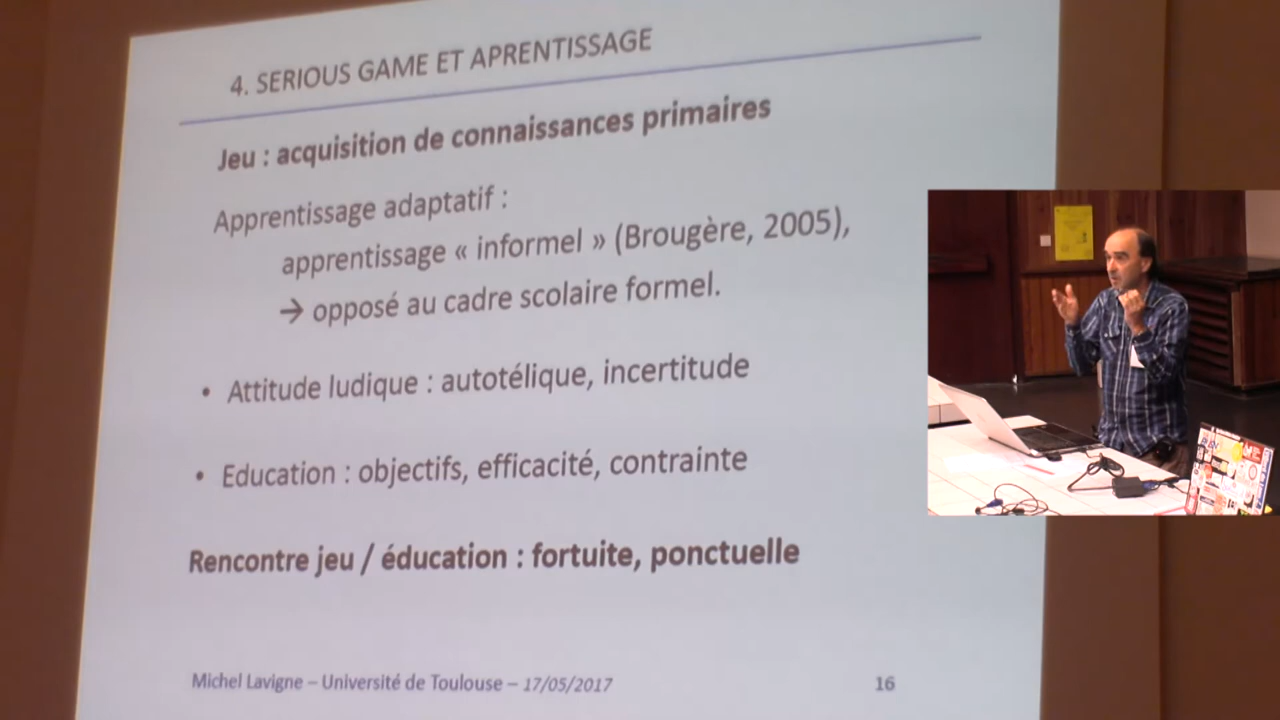 4. SERIOUS GAME ET APRENTISSAGE
Jeu : acquisition de connaissances primaires
Apprentissage adaptatif :
apprentissage « informel » (Brougère, 2005),
→ opposé au cadre scolaire formel.
• Attitude ludique : autotélique, incertitude
• Education : objectifs, efficacité, contrainte
Rencontre jeu / éducation : fortuite, ponctuelle
Michel Lavigne – Université de Toulouse – 17/05/2017
16